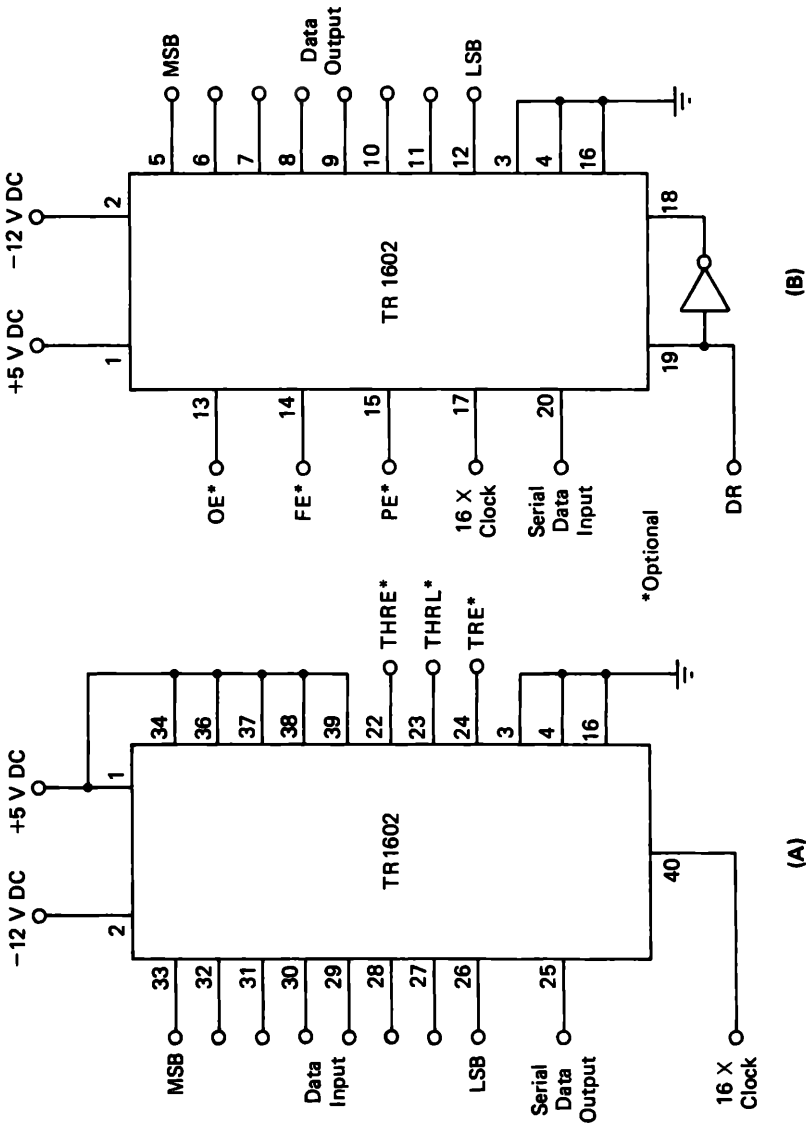 −12 V DC
+5 V DC
2
1
MSB
33
32
31
Data
Input
30
29
28
27
LSB
26
Serial
Data
Output
25
TR1602
34
36
37
38
39
22
THRE*
23
THRL*
24
TRE*
3
4
16
40
16 X
Clock
(A)
+5 V DC
−12 V DC
1
2
OE*
13
FE*
14
PE*
15
16 X
Clock
17
Serial
Data
Input
20
TR 1602
5
MSB
6
7
8
Data
Output
9
10
11
12
LSB
3
4
16
19
18
DR
*Optional
(B)